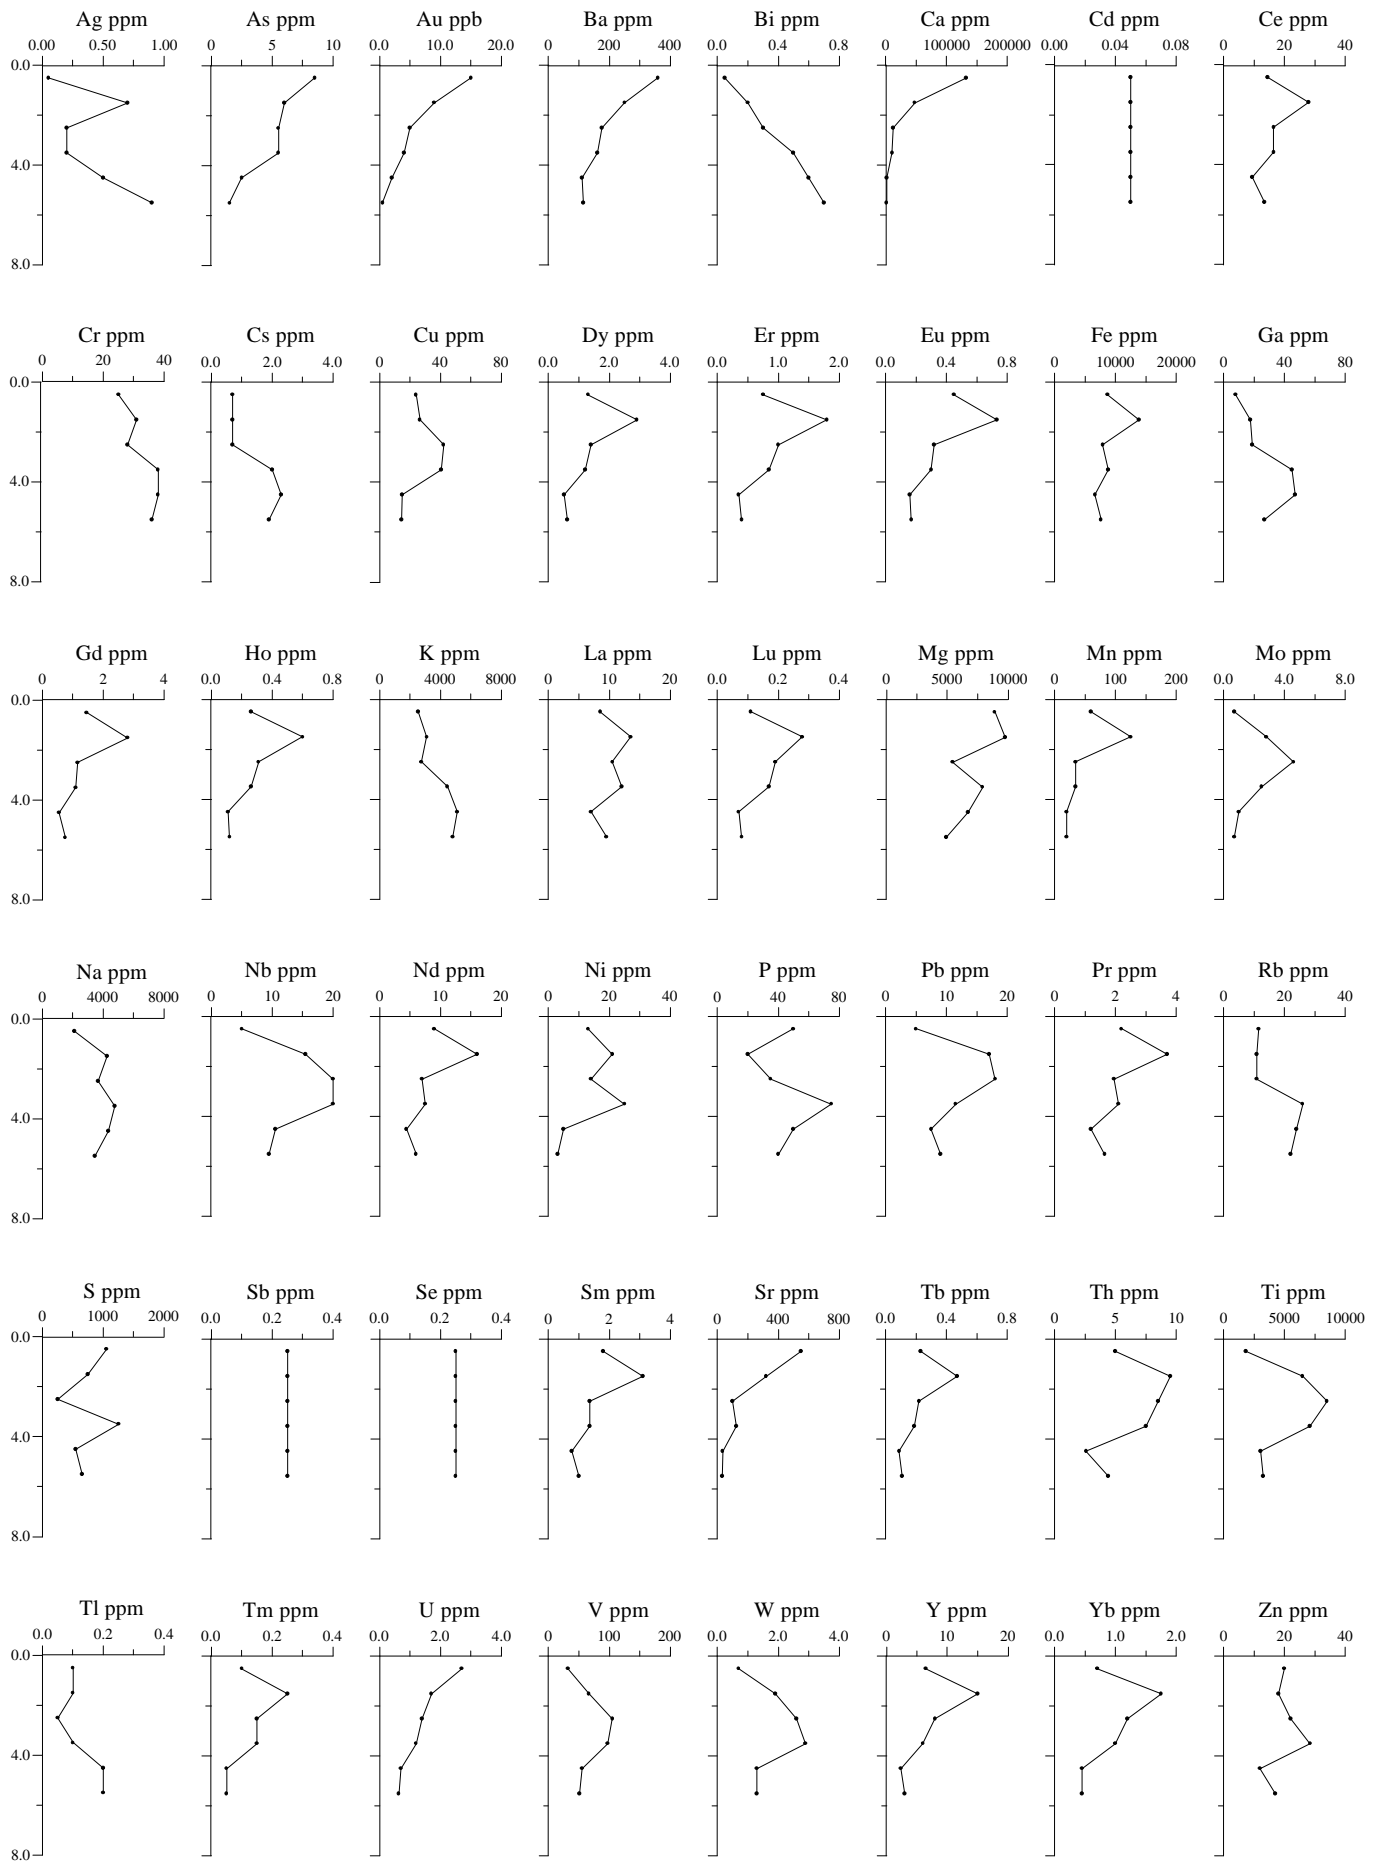 Ag ppm As ppm Au ppb Ba ppm Bi ppm Ca ppm Cd ppm Ce ppm
0.00 0.50 1.00 0 5 10 0.0 10.0 20.0 0 200 400 0.0 0.4 0.8 0 100000 200000 0.00 0.04 0.08 0 20 40
0.0
4.0
8.0
Cr ppm Cs ppm Cu ppm Dy ppm Er ppm Eu ppm Fe ppm Ga ppm
0 20 40 0.0 2.0 4.0 0 40 80 0.0 2.0 4.0 0.0 1.0 2.0 0.0 0.4 0.8 0 10000 20000 0 40 80
0.0
4.0
8.0
Gd ppm Ho ppm K ppm La ppm Lu ppm Mg ppm Mn ppm Mo ppm
0 2 4 0.0 0.4 0.8 0 4000 8000 0 10 20 0.0 0.2 0.4 0 5000 10000 0 100 200 0.0 4.0 8.0
0.0
4.0
8.0
Na ppm Nb ppm Nd ppm Ni ppm P ppm Pb ppm Pr ppm Rb ppm
0 4000 8000 0 10 20 0 10 20 0 20 40 0 40 80 0 10 20 0 2 4 0 20 40
0.0
4.0
8.0
S ppm Sb ppm Se ppm Sm ppm Sr ppm Tb ppm Th ppm Ti ppm
0 1000 2000 0.0 0.2 0.4 0.0 0.2 0.4 0 2 4 0 400 800 0.0 0.4 0.8 0 5 10 0 5000 10000
0.0
4.0
8.0
Tl ppm Tm ppm U ppm V ppm W ppm Y ppm Yb ppm Zn ppm
0.0 0.2 0.4 0.0 0.2 0.4 0.0 2.0 4.0 0 100 200 0.0 2.0 4.0 0 10 20 0.0 1.0 2.0 0 20 40
0.0
4.0
8.0